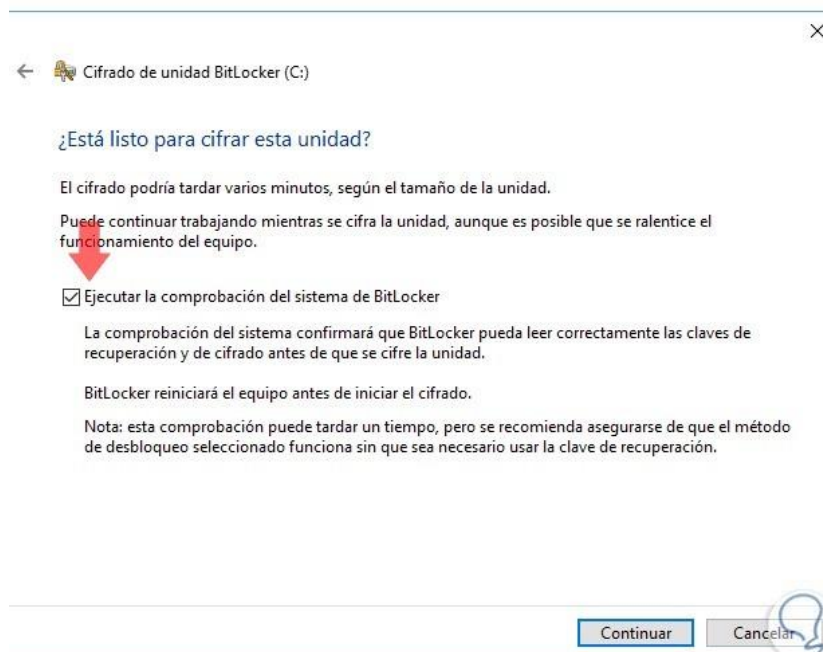 Cifrado de unidad BitLocker (C:)
¿Está listo para cifrar esta unidad?
El cifrado podría tardar varios minutos, según el tamaño de la unidad.
Puede continuar trabajando mientras se cifra la unidad, aunque es posible que se ralentice el
funcionamiento del equipo.
Ejecutar la comprobación del sistema de BitLocker
La comprobación del sistema confirmará que BitLocker pueda leer correctamente las claves de
recuperación y de cifrado antes de que se cifre la unidad.
BitLocker reiniciará el equipo antes de iniciar el cifrado.
Nota: esta comprobación puede tardar un tiempo, pero se recomienda asegurarse de que el método
de desbloqueo seleccionado funciona sin que sea necesario usar la clave de recuperación.
Continuar Cancelar